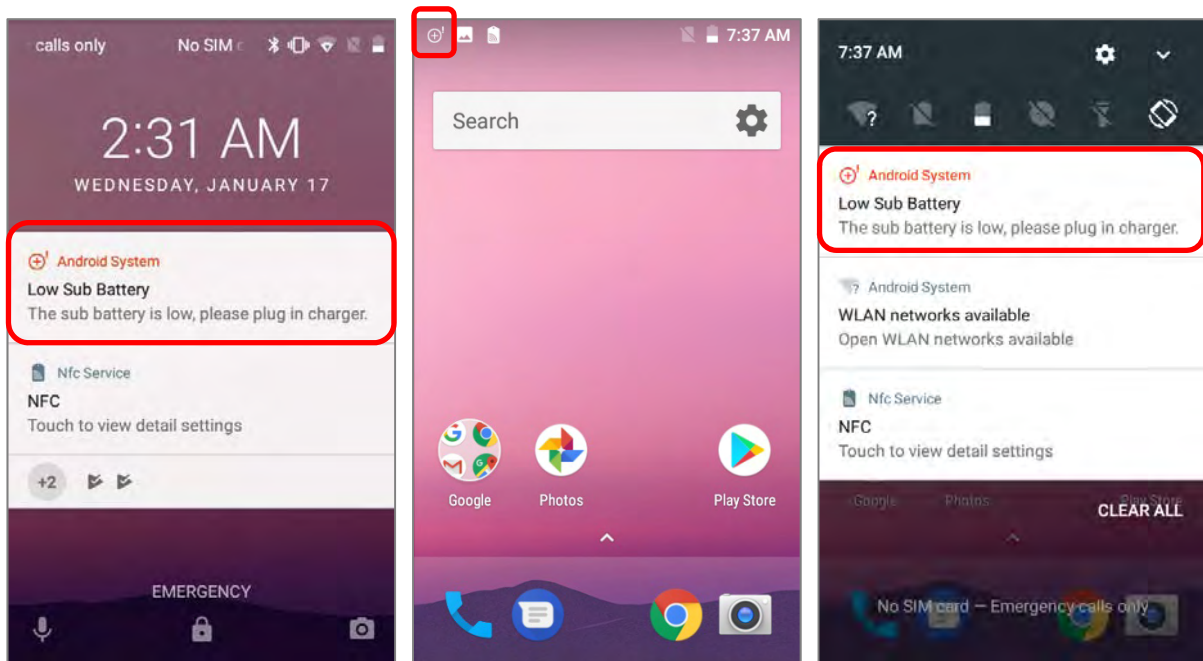 calls only No SIM c
2:31 AM
WEDNESDAY, JANUARY 17
Android System
Low Sub Battery
The sub battery is low, please plug in charger.
Nfc Service
NFC
Touch to view detail settings
+2
EMERGENCY
7:37 AM
Search
Google Photos Play Store
7:37 AM
Android System
Low Sub Battery
The sub battery is low, please plug in charger.
Android System
WLAN networks available
Open WLAN networks available
Nfc Service
NFC
Touch to view detail settings
Google Photos Play Store
CLEAR ALL
No SIM card — Emergency calls only